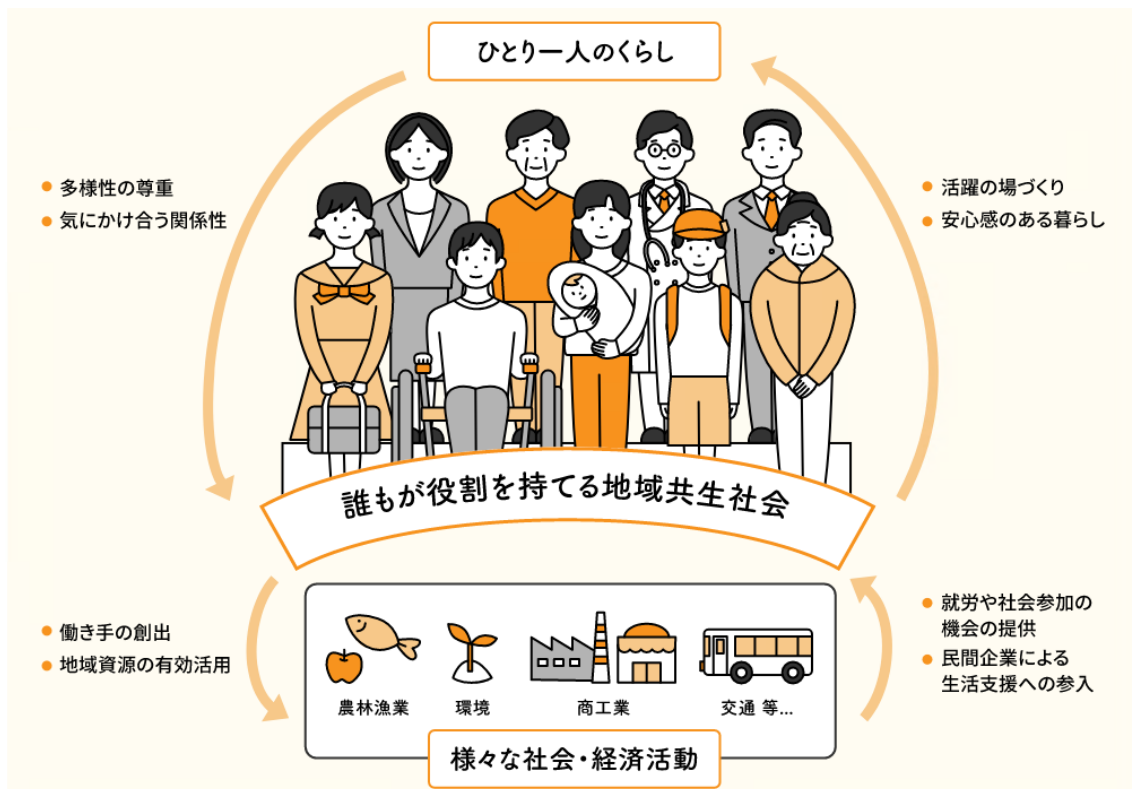 ひとり一人のくらし
多様性の尊重
気にかけ合う関係性
活躍の場づくり
安心感のある暮らし
誰もが役割を持てる地域共生社会
働き手の創出
地域資源の有効活用
就労や社会参加の
機会の提供
民間企業による
生活支援への参入
農林漁業
環境
商工業
交通 等...
様々な社会・経済活動